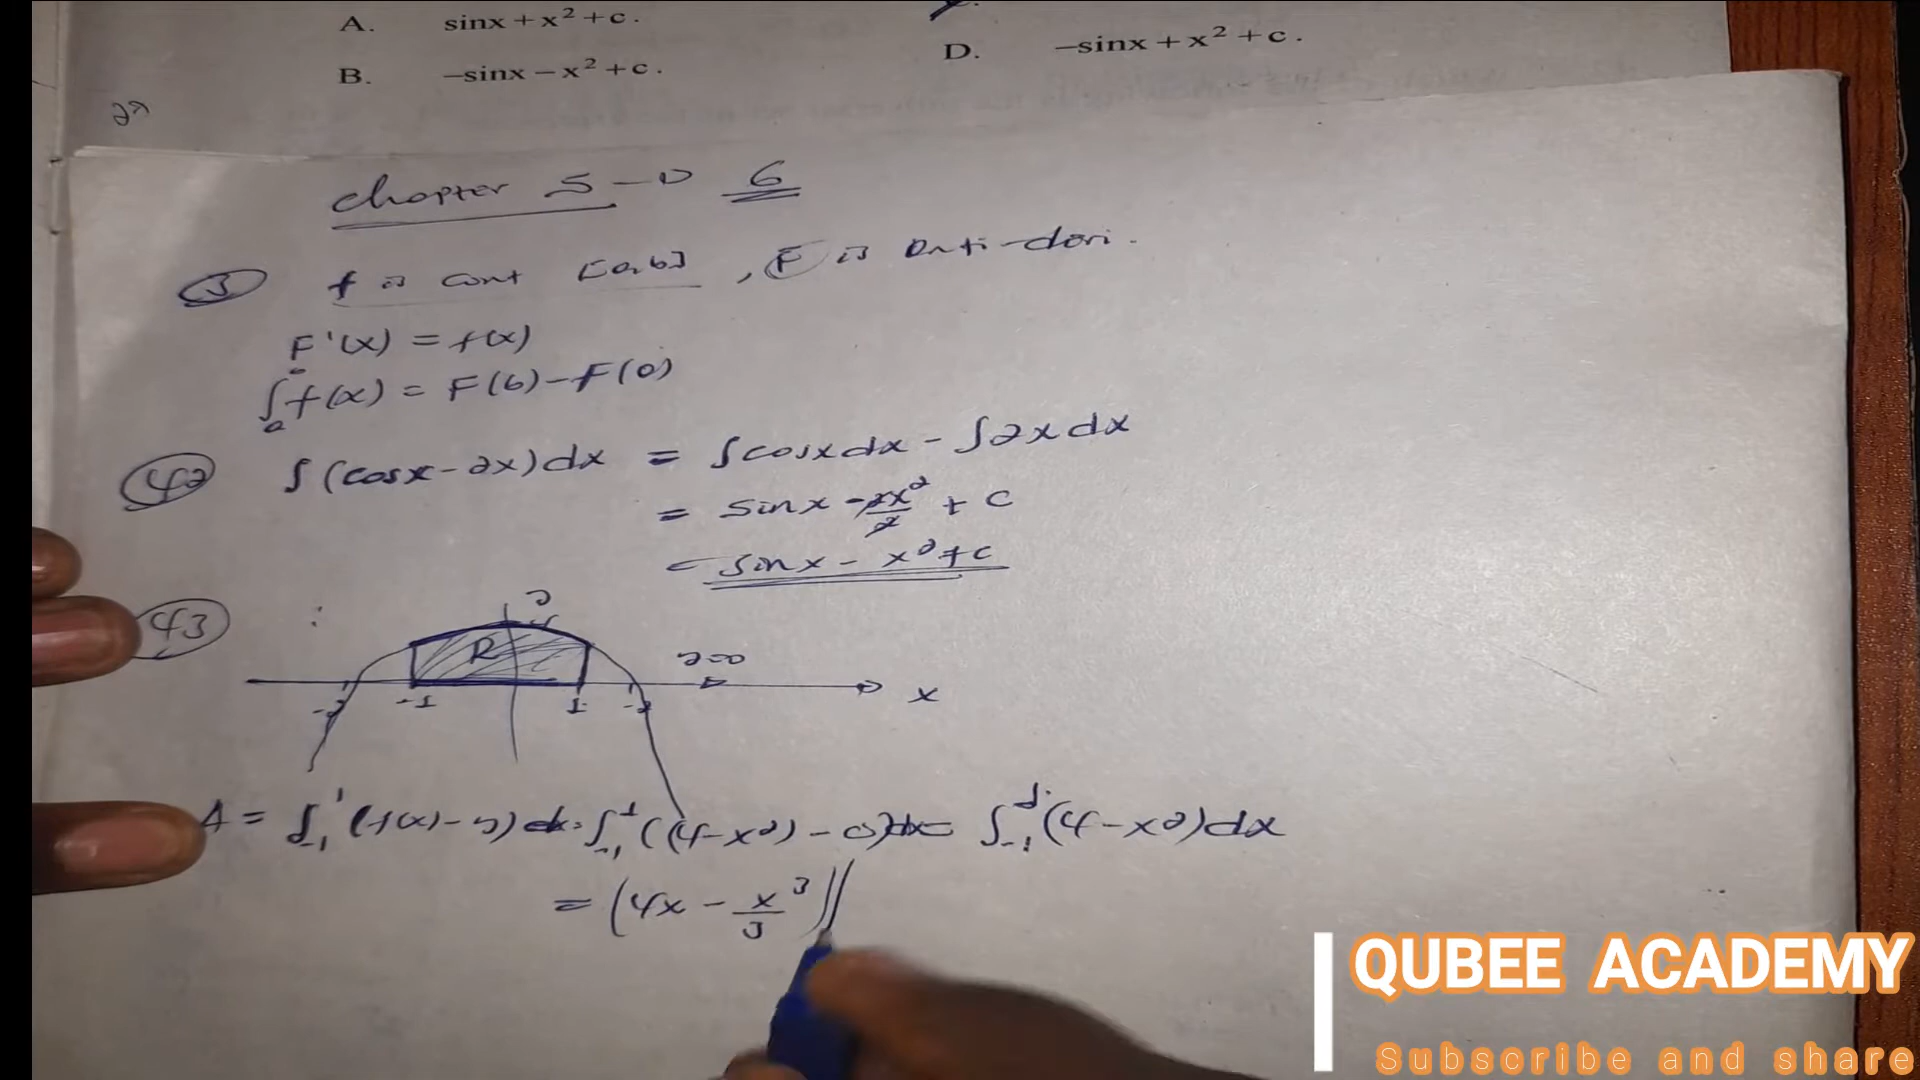 A. sinx + x² + c.
D. –sinx + x² + c.
B. –sinx – x² + c.
chapter 5 – 6
f is cont [a,b], F is Anti-deri.
F'(x) = f(x)
∫f(x) = F(b) – F(a)
42 ∫(cosx - 2x)dx = ∫cosxdx - ∫2xdx
= sinx - 2x²/2 + c
= sinx - x² + c
43 :
R
y=0
-2 -1 1 2 x
A = ∫₋₁¹(f(x) - y)dx = ∫₋₁¹((4-x²) - 0)dx = ∫₋₁¹(4-x²)dx
= (4x - x³/3)|
QUBEE ACADEMY
Subscribe and share